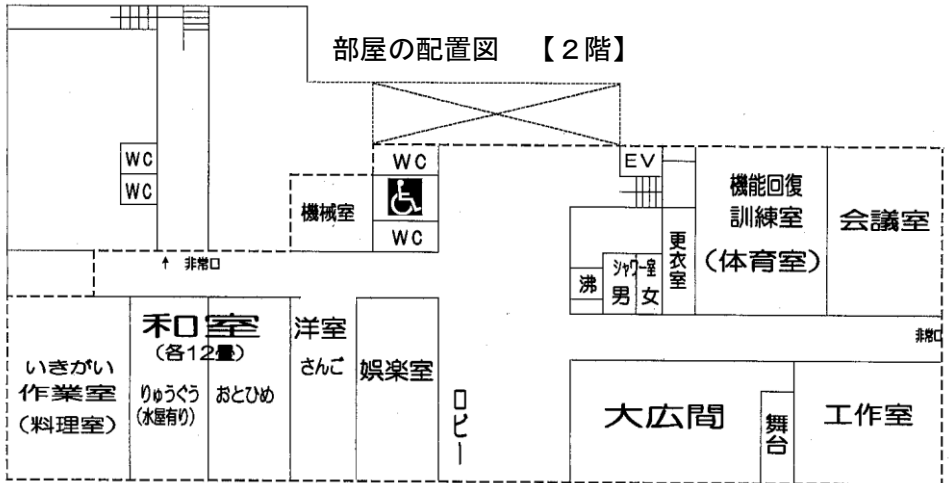 部屋の配置図 【２階】
WC
WC
WC
WC
機械室
↑ 非常口
EV
更衣室
機能回復
訓練室
（体育室）
会議室
沸
シャワー室
男 女
非常口
いきがい
作業室
（料理室）
和室
（各12畳）
りゅうぐう
（水屋有り）
おとひめ
洋室
さんご
娯楽室
ロビー
大広間
舞台
工作室